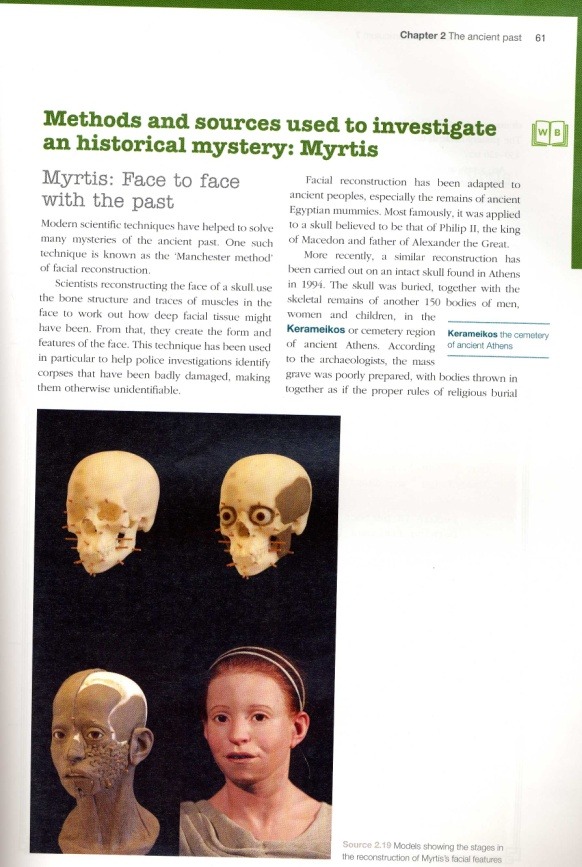 Chapter 2 The ancient past 61
Methods and sources used to investigate
an historical mystery: Myrtis
W B
Myrtis: Face to face
with the past
Modern scientific techniques have helped to solve
many mysteries of the ancient past. One such
technique is known as the 'Manchester method'
of facial reconstruction.
Scientists reconstructing the face of a skull use
the bone structure and traces of muscles in the
face to work out how deep facial tissue might
have been. From that, they create the form and
features of the face. This technique has been used
in particular to help police investigations identify
corpses that have been badly damaged, making
them otherwise unidentifiable.
Facial reconstruction has been adapted to
ancient peoples, especially the remains of ancient
Egyptian mummies. Most famously, it was applied
to a skull believed to be that of Philip II, the king
of Macedon and father of Alexander the Great.
More recently, a similar reconstruction has
been carried out on an intact skull found in Athens
in 1994. The skull was buried, together with the
skeletal remains of another 150 bodies of men,
women and children, in the
Kerameikos or cemetery region
of ancient Athens. According
to the archaeologists, the mass
grave was poorly prepared, with bodies thrown in
together as if the proper rules of religious burial
Kerameikos the cemetery
of ancient Athens
Source 2.19 Models showing the stages in
the reconstruction of Myrtis's facial features